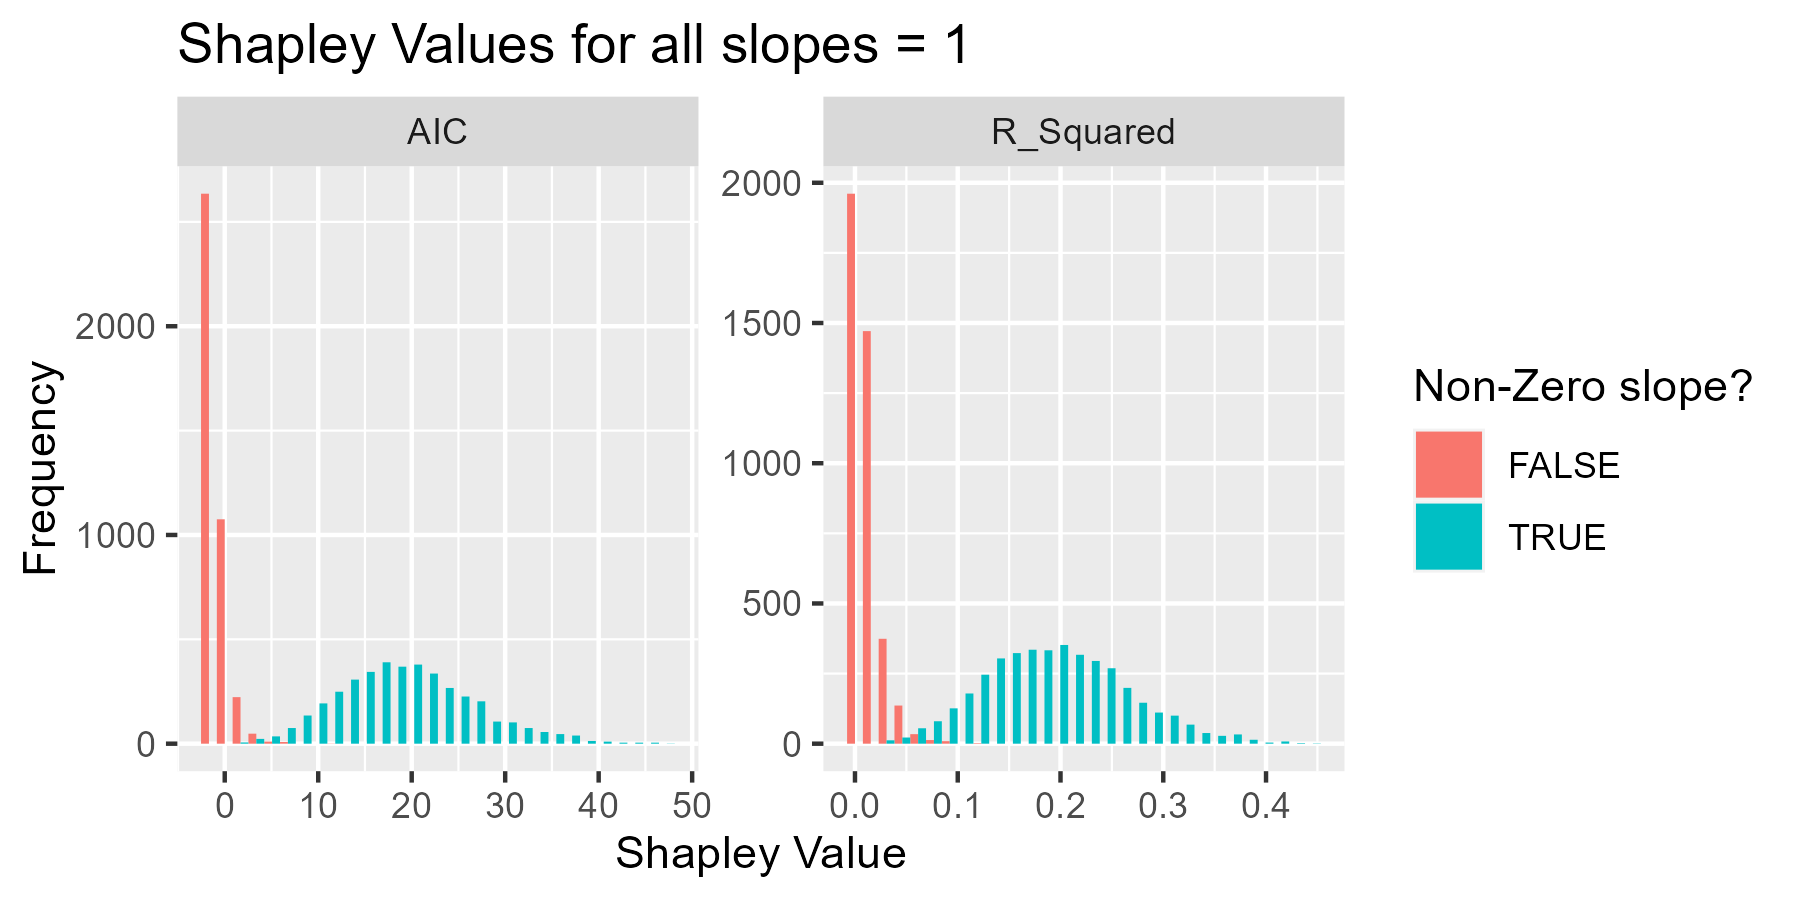 Shapley Values for all slopes = 1
AIC
R_Squared
Frequency
2000
1000
0
2000
1500
1000
500
0
0 10 20 30 40 50
0.0 0.1 0.2 0.3 0.4
Shapley Value
Non-Zero slope?
FALSE
TRUE